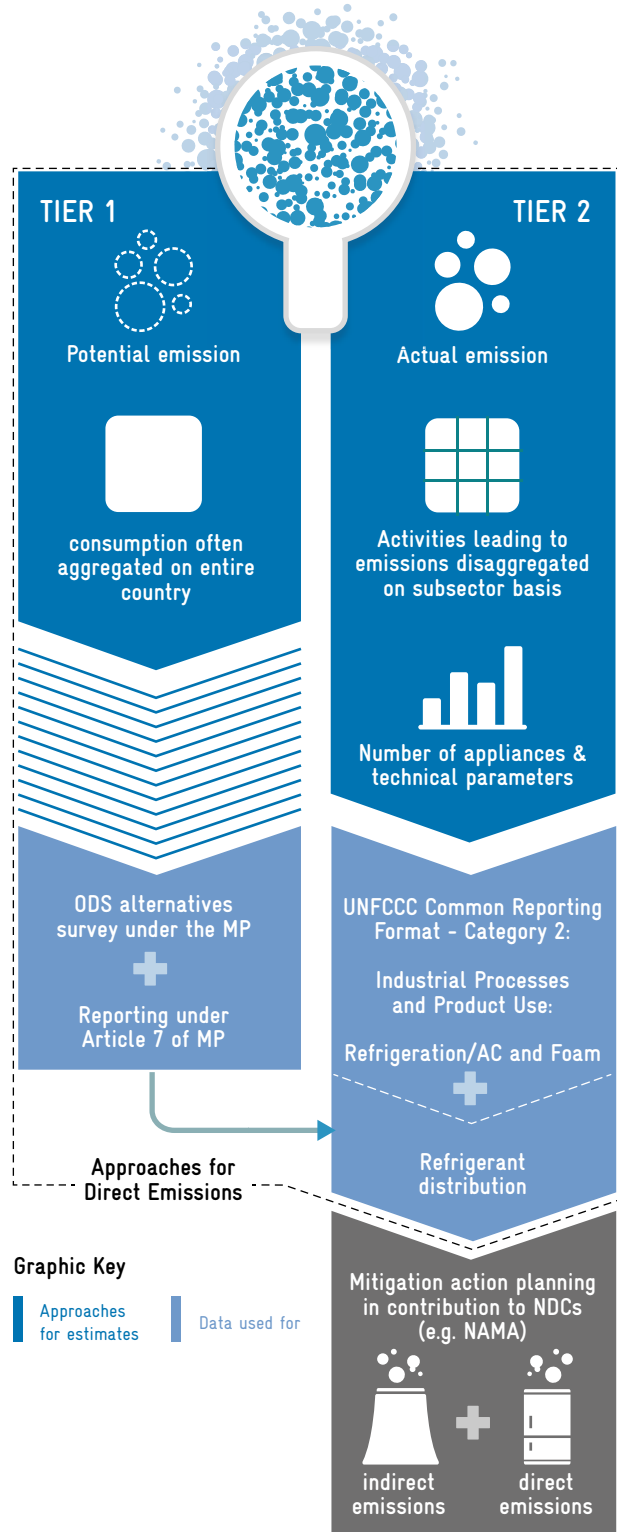 TIER 1
Potential emission
consumption often
aggregated on entire
country
ODS alternatives
survey under the MP
Reporting under
Article 7 of MP
TIER 2
Actual emission
Activities leading to
emissions disaggregated
on subsector basis
Number of appliances &
technical parameters
UNFCCC Common Reporting
Format - Category 2:
Industrial Processes
and Product Use:
Refrigeration/AC and Foam
Refrigerant
distribution
Approaches for
Direct Emissions
Graphic Key
Approaches
for estimates
Data used for
Mitigation action planning
in contribution to NDCs
(e.g. NAMA)
indirect
emissions
direct
emissions